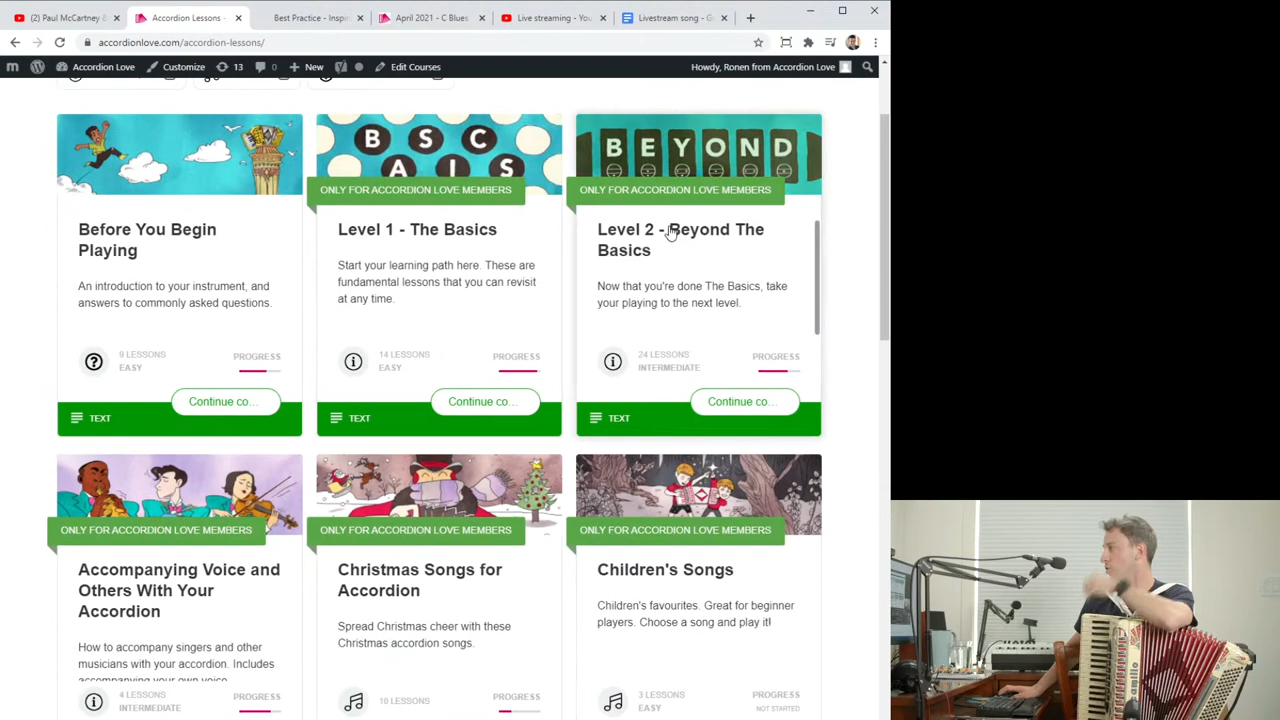 (1) Paul McCartney &
Accordion Lessons -
Best Practice - Inspi
April 2021 - C Blues
Live streaming - You
Livestream song - G
accordionlove.com/accordion-lessons/
Accordion Love
Customize
13
0
New
Edit Courses
Howdy, Ronen from Accordion Love
BSC
AIS
BEYOND
ONLY FOR ACCORDION LOVE MEMBERS
ONLY FOR ACCORDION LOVE MEMBERS
Before You Begin
Playing
An introduction to your instrument, and
answers to commonly asked questions.
9 LESSONS
EASY
PROGRESS
Continue co...
TEXT
Level 1 - The Basics
Start your learning path here. These are
fundamental lessons that you can revisit
at any time.
14 LESSONS
EASY
PROGRESS
Continue co...
TEXT
Level 2 - Beyond The
Basics
Now that you're done The Basics, take
your playing to the next level.
24 LESSONS
INTERMEDIATE
PROGRESS
Continue co...
TEXT
ONLY FOR ACCORDION LOVE MEMBERS
Accompanying Voice and
Others With Your
Accordion
How to accompany singers and other
musicians with your accordion. Includes
accompanying your own voice
4 LESSONS
INTERMEDIATE
PROGRESS
ONLY FOR ACCORDION LOVE MEMBERS
Christmas Songs for
Accordion
Spread Christmas cheer with these
Christmas accordion songs.
10 LESSONS
PROGRESS
ONLY FOR ACCORDION LOVE MEMBERS
Children's Songs
Children's favourites. Great for beginner
players. Choose a song and play it!
3 LESSONS
EASY
PROGRESS
NOT STARTED